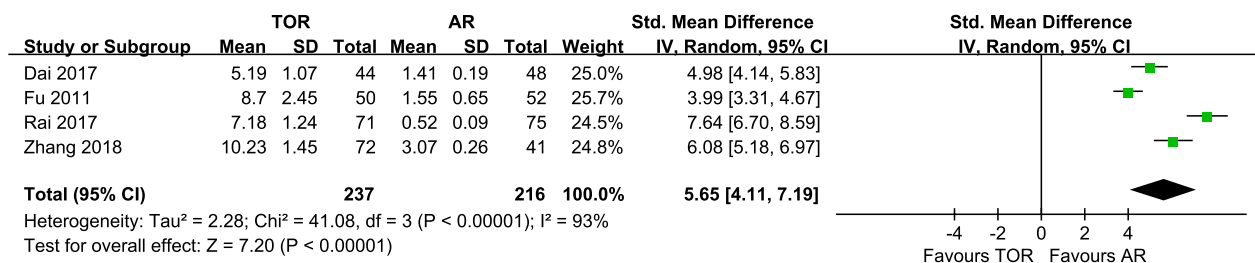 TOR AR Std. Mean Difference Std. Mean Difference
Study or Subgroup Mean SD Total Mean SD Total Weight IV, Random, 95% CI IV, Random, 95% CI
Dai 2017 5.19 1.07 44 1.41 0.19 48 25.0% 4.98 [4.14, 5.83]
Fu 2011 8.7 2.45 50 1.55 0.65 52 25.7% 3.99 [3.31, 4.67]
Rai 2017 7.18 1.24 71 0.52 0.09 75 24.5% 7.64 [6.70, 8.59]
Zhang 2018 10.23 1.45 72 3.07 0.26 41 24.8% 6.08 [5.18, 6.97]
Total (95% CI) 237 216 100.0% 5.65 [4.11, 7.19]
Heterogeneity: Tau² = 2.28; Chi² = 41.08, df = 3 (P < 0.00001); I² = 93%
Test for overall effect: Z = 7.20 (P < 0.00001)
-4 -2 0 2 4
Favours TOR Favours AR